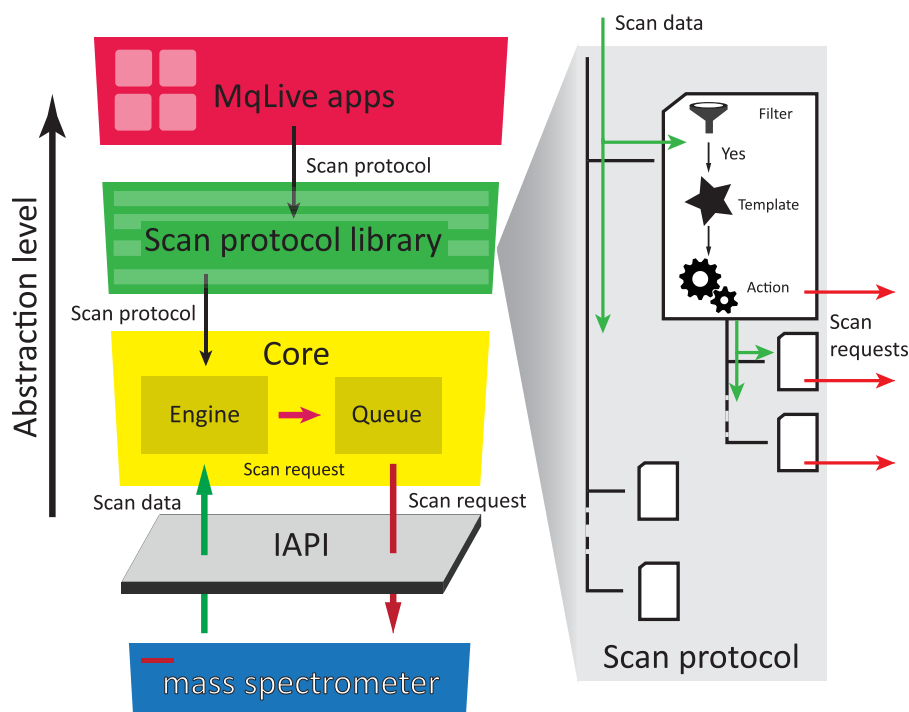 Abstraction level
MqLive apps
Scan protocol
Scan protocol library
Scan protocol
Core
Engine
Queue
Scan request
Scan data
Scan request
IAPI
mass spectrometer
Scan data
Filter
Yes
Template
Action
Scan
requests
Scan protocol